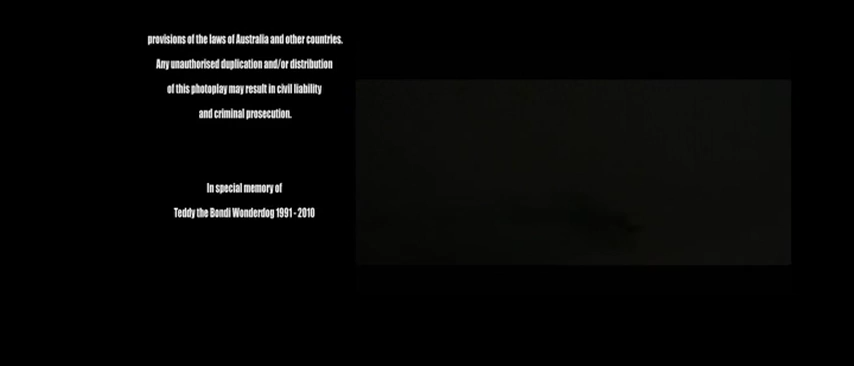 provisions of the laws of Australia and other countries.
Any unauthorised duplication and/or distribution
of this photoplay may result in civil liability
and criminal prosecution.
In special memory of
Teddy the Bondi Wonderdog 1991 - 2010